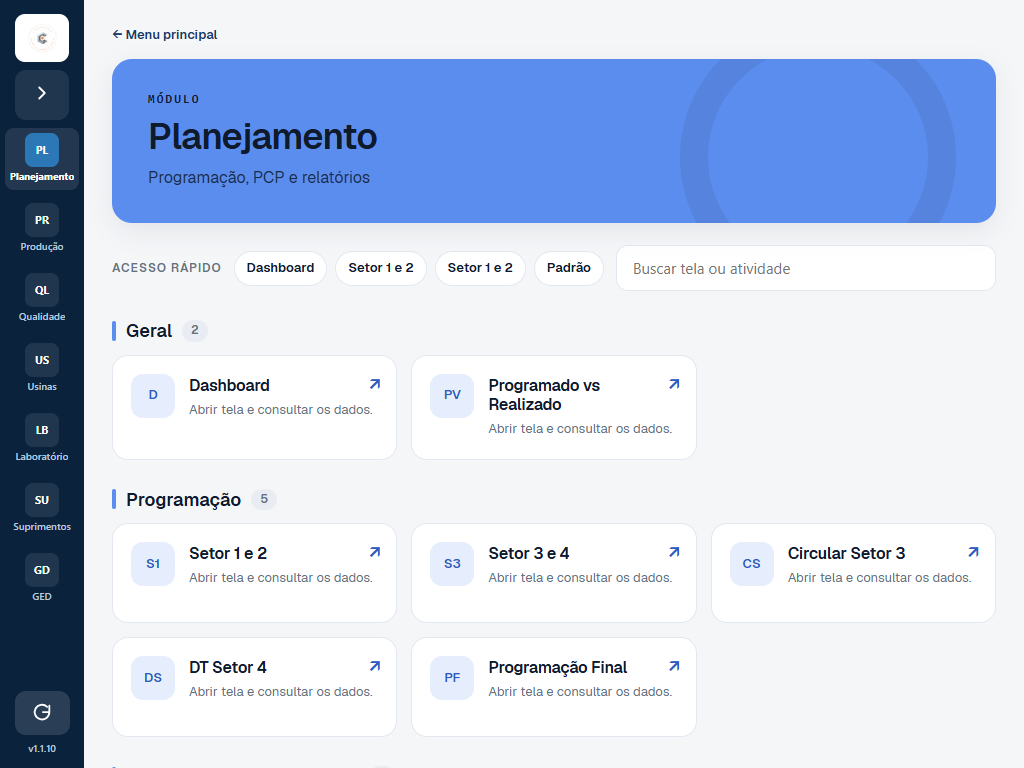 ← Menu principal
MÓDULO
Planejamento
Programação, PCP e relatórios
ACESSO RÁPIDO
Dashboard
Setor 1 e 2
Setor 1 e 2
Padrão
Buscar tela ou atividade
Geral 2
D
Dashboard
Abrir tela e consultar os dados.
PV
Programado vs
Realizado
Abrir tela e consultar os dados.
Programação 5
S1
Setor 1 e 2
Abrir tela e consultar os dados.
S3
Setor 3 e 4
Abrir tela e consultar os dados.
CS
Circular Setor 3
Abrir tela e consultar os dados.
DS
DT Setor 4
Abrir tela e consultar os dados.
PF
Programação Final
Abrir tela e consultar os dados.
PL
Planejamento
PR
Produção
QL
Qualidade
US
Usinas
LB
Laboratório
SU
Suprimentos
GD
GED
v1.1.10